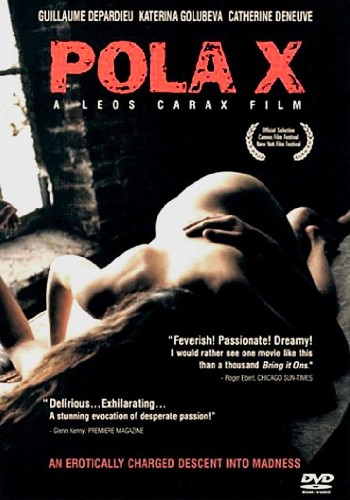 GUILLAUME DEPARDIEU KATERINA GOLUBEVA CATHERINE DENEUVE
POLA X
A LEOS CARAX FILM
Official Selection
Cannes Film Festival
New York Film Festival
"Feverish! Passionate! Dreamy!
I would rather see one movie like this
than a thousand Bring it Ons."
- Roger Ebert, CHICAGO SUN-TIMES
"Delirious...Exhilarating...
A stunning evocation of desperate passion!"
- Glenn Kenny, PREMIERE MAGAZINE
AN EROTICALLY CHARGED DESCENT INTO MADNESS
DVD
ROM VIDEO